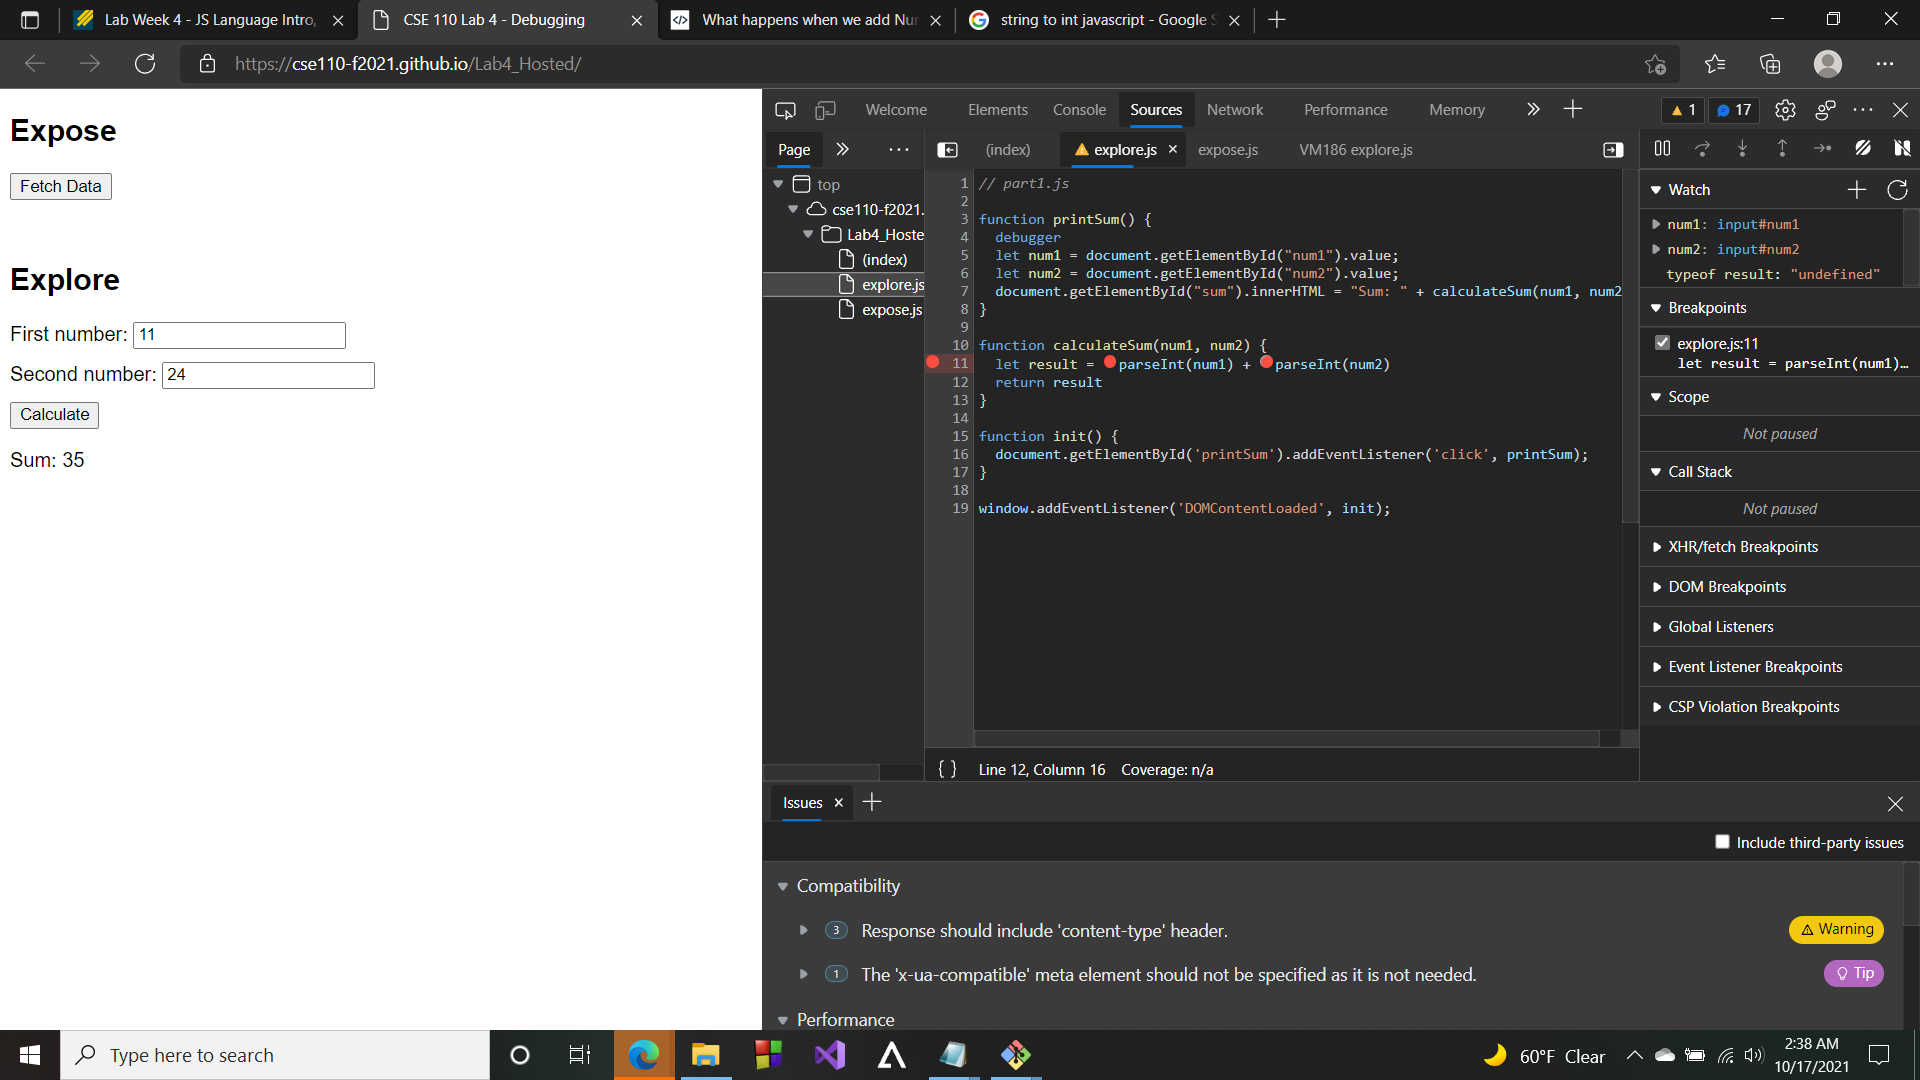 Lab Week 4 - JS Language Intro,
CSE 110 Lab 4 - Debugging
What happens when we add Nu
string to int javascript - Google S
https://cse110-f2021.github.io/Lab4_Hosted/
Expose
Fetch Data
Explore
First number: 11
Second number: 24
Calculate
Sum: 35
Welcome
Elements
Console
Sources
Network
Performance
Memory
1
17
Page
(index)
explore.js
expose.js
VM186 explore.js
top
cse110-f2021.
Lab4_Hoste
(index)
explore.js
expose.js
1 // part1.js
2
3 function printSum() {
4 debugger
5 let num1 = document.getElementById("num1").value;
6 let num2 = document.getElementById("num2").value;
7 document.getElementById("sum").innerHTML = "Sum: " + calculateSum(num1, num2
8 }
9
10 function calculateSum(num1, num2) {
11 let result = parseInt(num1) + parseInt(num2)
12 return result
13 }
14
15 function init() {
16 document.getElementById('printSum').addEventListener('click', printSum);
17 }
18
19 window.addEventListener('DOMContentLoaded', init);
{ } Line 12, Column 16 Coverage: n/a
Watch
num1: input#num1
num2: input#num2
typeof result: "undefined"
Breakpoints
explore.js:11
let result = parseInt(num1)…
Scope
Not paused
Call Stack
Not paused
XHR/fetch Breakpoints
DOM Breakpoints
Global Listeners
Event Listener Breakpoints
CSP Violation Breakpoints
Issues
Include third-party issues
Compatibility
3 Response should include 'content-type' header. Warning
1 The 'x-ua-compatible' meta element should not be specified as it is not needed. Tip
Performance
Type here to search
60°F Clear
2:38 AM
10/17/2021